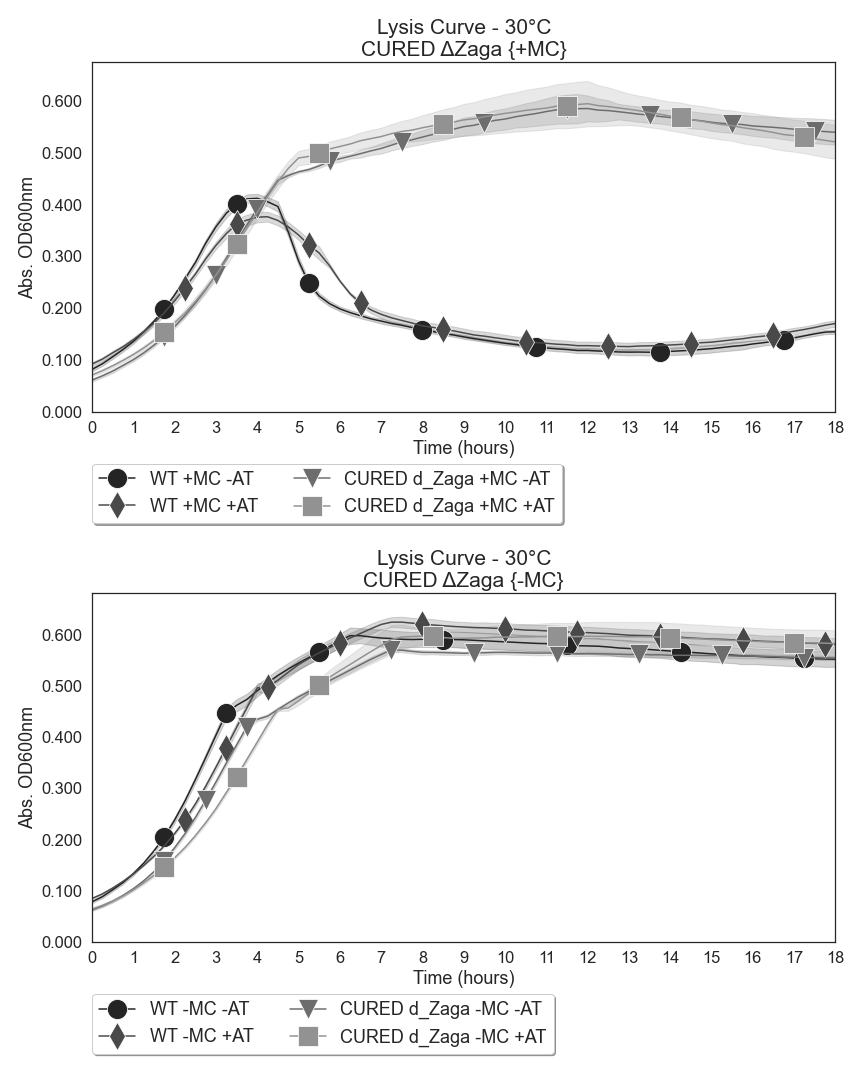 Lysis Curve - 30°C
CURED ΔZaga {+MC}
Abs. OD600nm
0.600
0.500
0.400
0.300
0.200
0.100
0.000
0 1 2 3 4 5 6 7 8 9 10 11 12 13 14 15 16 17 18
Time (hours)
WT +MC -AT CURED d_Zaga +MC -AT
WT +MC +AT CURED d_Zaga +MC +AT
Lysis Curve - 30°C
CURED ΔZaga {-MC}
Abs. OD600nm
0.600
0.500
0.400
0.300
0.200
0.100
0.000
0 1 2 3 4 5 6 7 8 9 10 11 12 13 14 15 16 17 18
Time (hours)
WT -MC -AT CURED d_Zaga -MC -AT
WT -MC +AT CURED d_Zaga -MC +AT